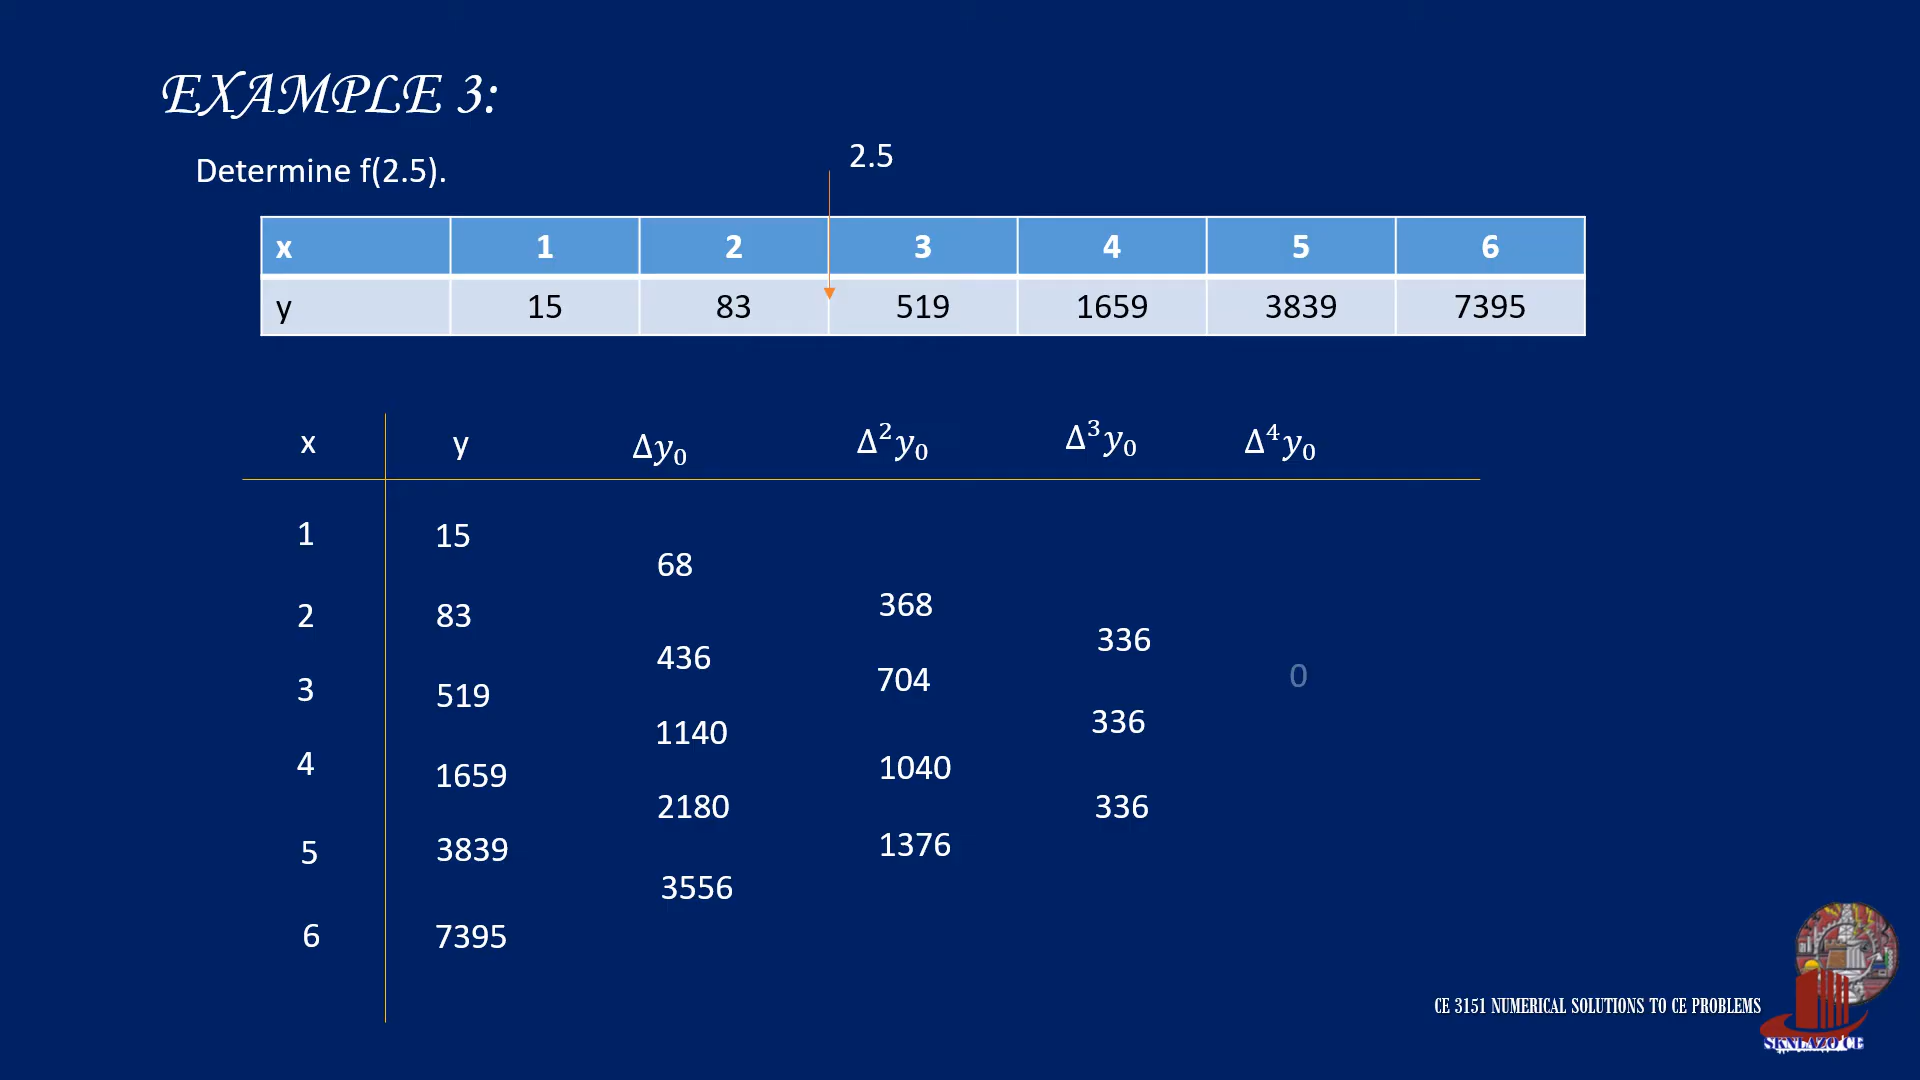 EXAMPLE 3:
2.5
Determine f(2.5).
x 1 2 3 4 5 6
y 15 83 519 1659 3839 7395
x y Δy₀ Δ²y₀ Δ³y₀ Δ⁴y₀
1 15
68
2 83 368
336
436
3 519 704 0
336
1140
4 1659 1040
2180 336
5 3839 1376
3556
6 7395
CE 3151 NUMERICAL SOLUTIONS TO CE PROBLEMS
SKNLAZO CE